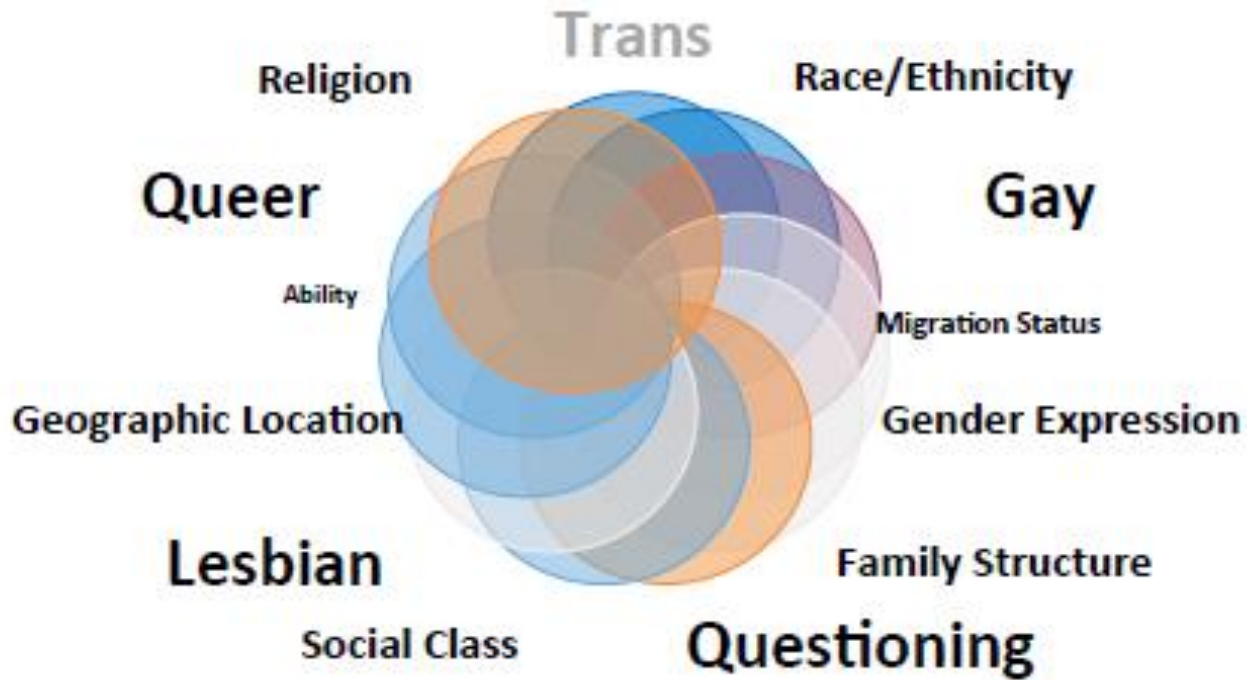 Trans
Religion
Race/Ethnicity
Queer
Gay
Ability
Migration Status
Geographic Location
Gender Expression
Lesbian
Family Structure
Social Class
Questioning